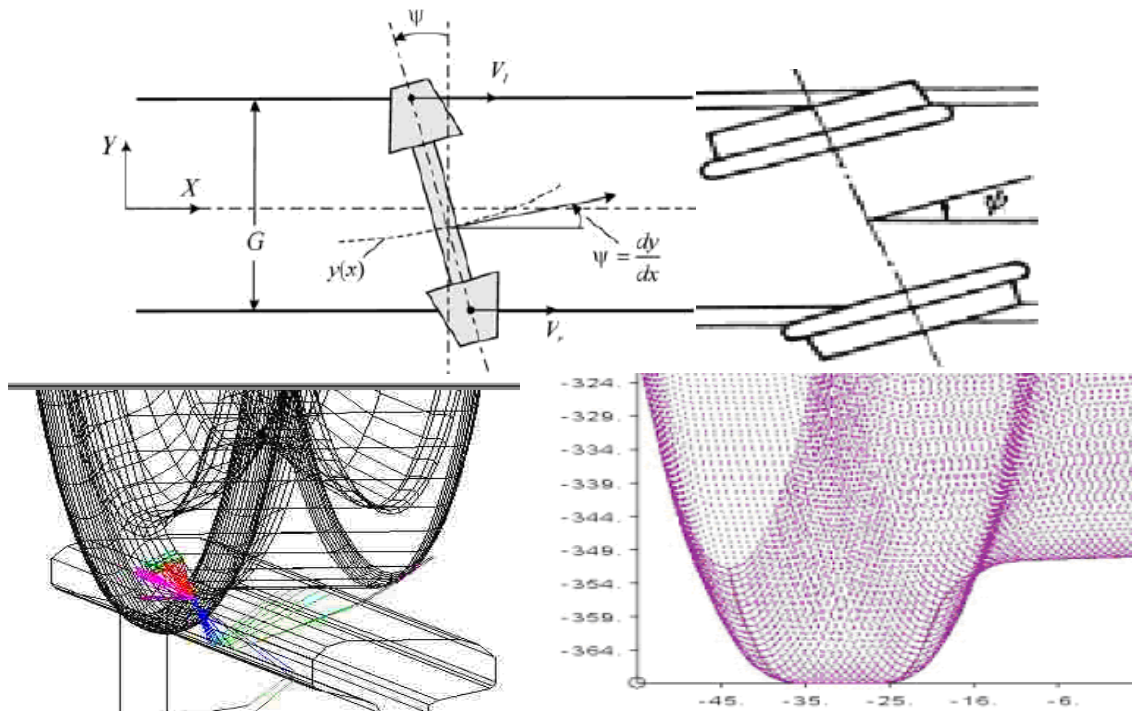 ψ
V_l
Y
X
G
y(x)
ψ = dy/dx
V_r
ψ
-324.
-329.
-334.
-339.
-344.
-349.
-354.
-359.
-364.
-45. -35. -25. -16. -6.